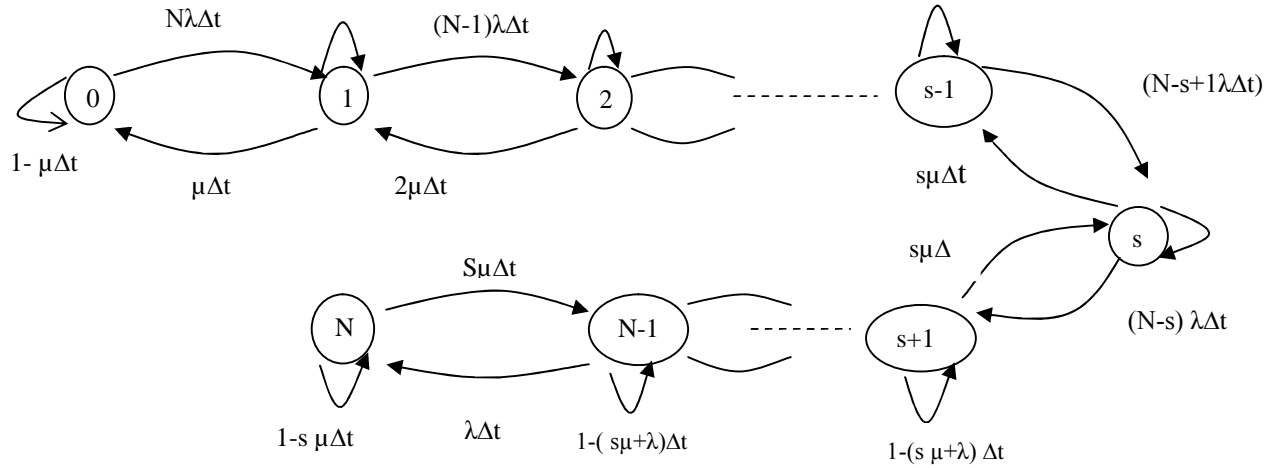 NλΔt
(N-1)λΔt
0
1
2
s-1
(N-s+1λΔt)
1- μΔt
μΔt
2μΔt
sμΔt
s
sμΔ
SμΔt
N
N-1
s+1
(N-s) λΔt
1-s μΔt
λΔt
1-( sμ+λ)Δt
1-(s μ+λ) Δt